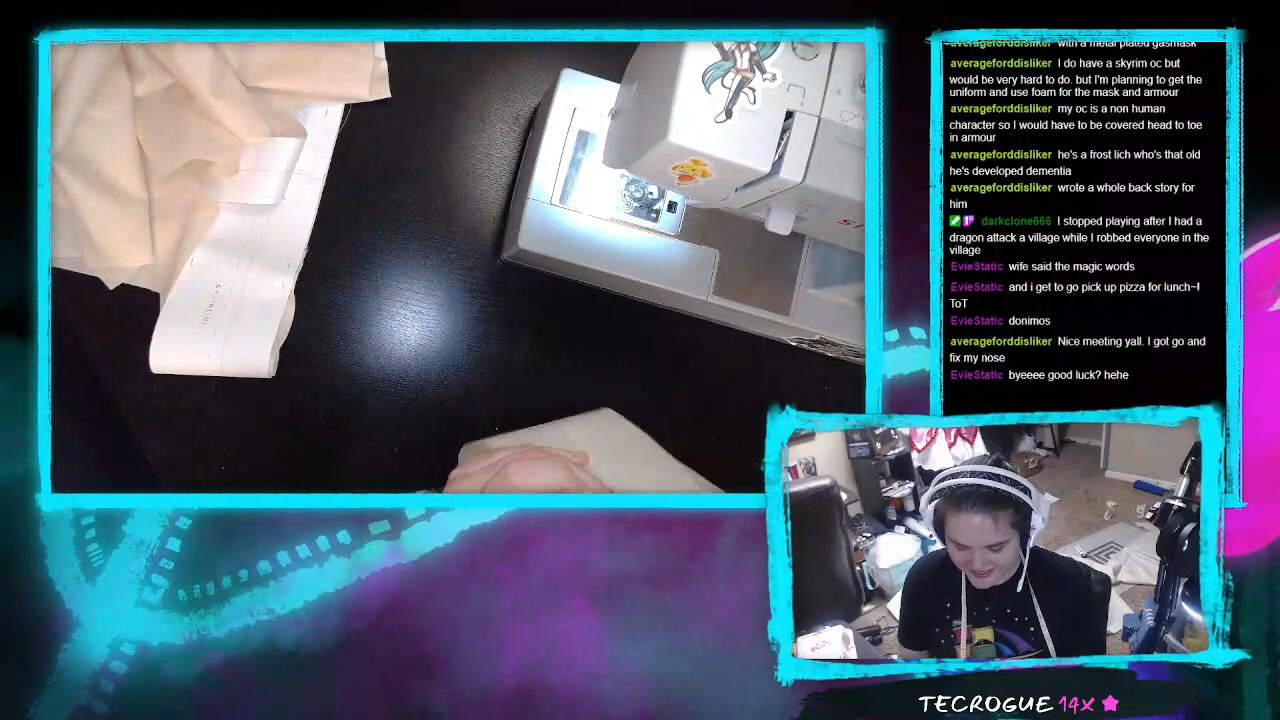 averageforddisliker with a metal plated gasmask
averageforddisliker I do have a skyrim oc but
would be very hard to do. but I'm planning to get the
uniform and use foam for the mask and armour
averageforddisliker my oc is a non human
character so I would have to be covered head to toe
in armour
averageforddisliker he's a frost lich who's that old
he's developed dementia
averageforddisliker wrote a whole back story for
him
darkclone666 I stopped playing after I had a
dragon attack a village while I robbed everyone in the
village
EvieStatic wife said the magic words
EvieStatic and i get to go pick up pizza for lunch~!
ToT
EvieStatic donimos
averageforddisliker Nice meeting yall. I got go and
fix my nose
EvieStatic byeeee good luck? hehe
TECROGUE 14X